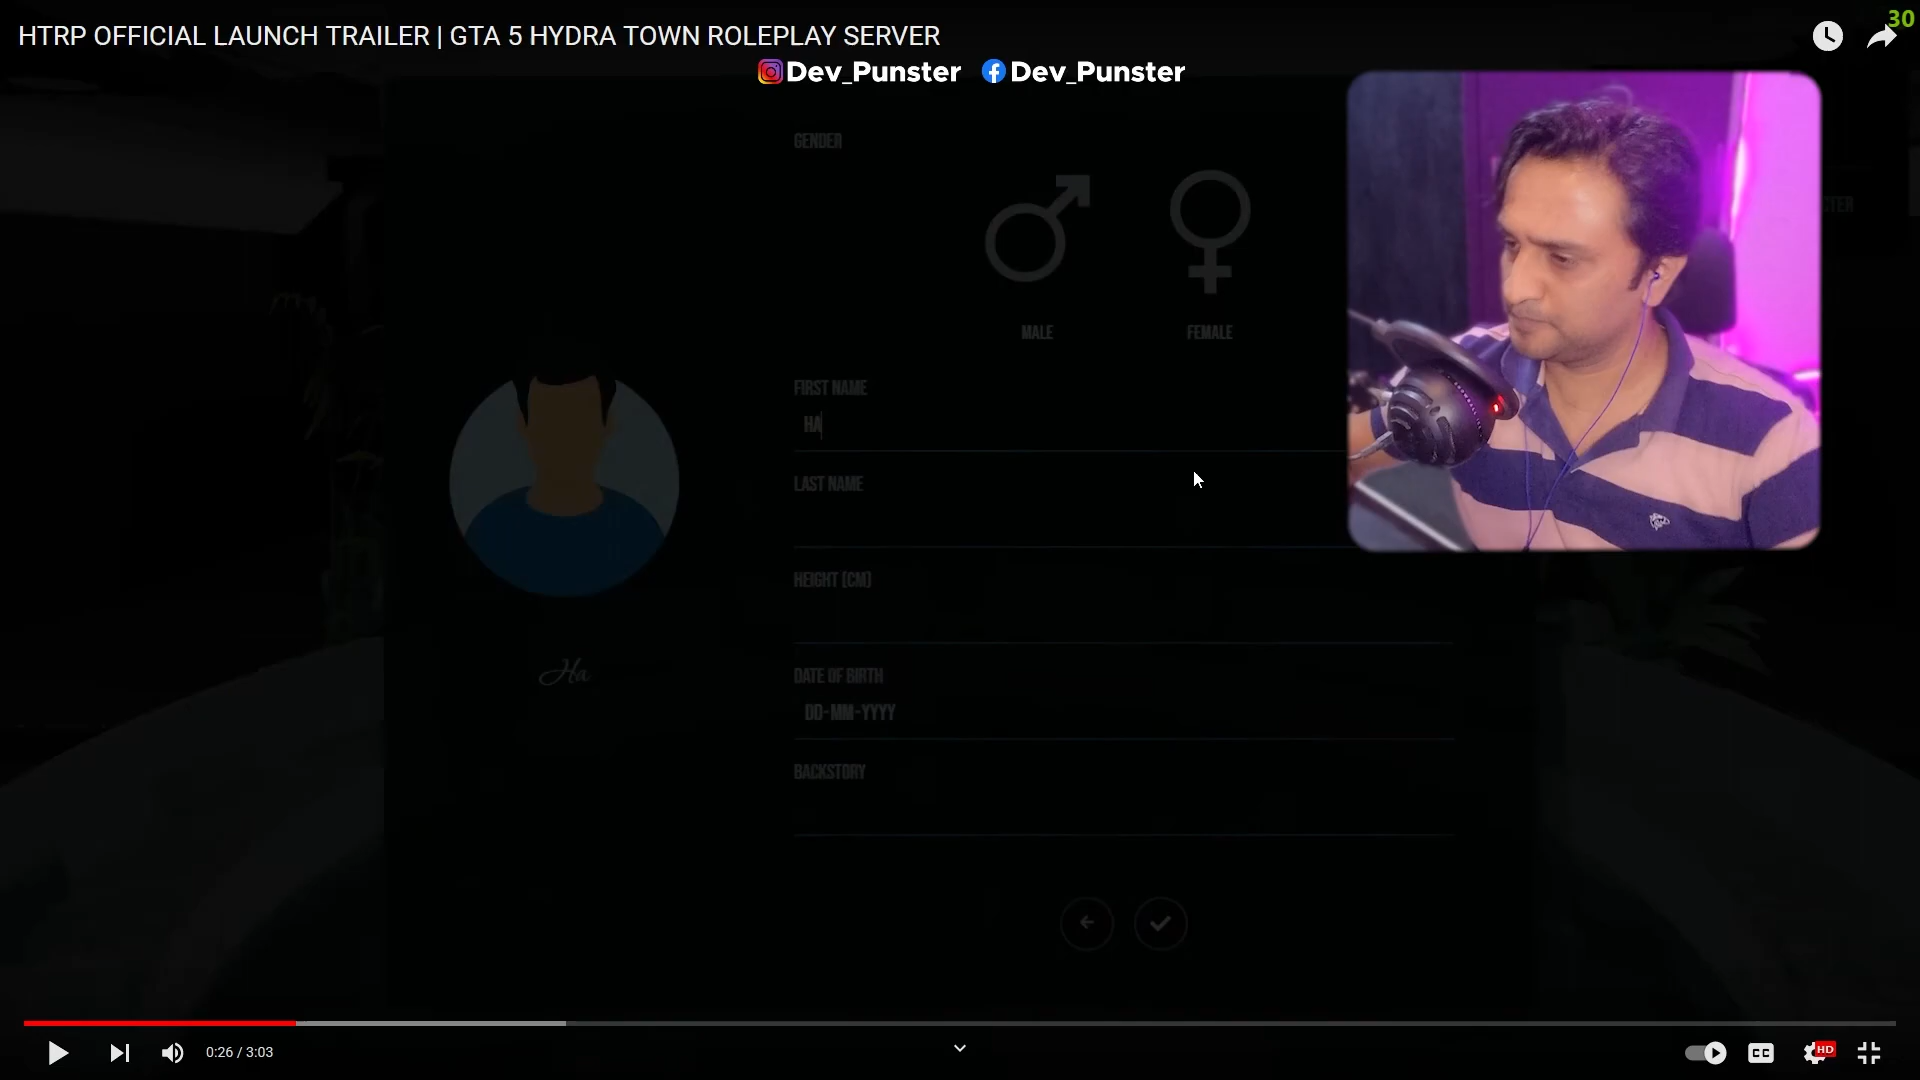 HTRP OFFICIAL LAUNCH TRAILER | GTA 5 HYDRA TOWN ROLEPLAY SERVER
30
Dev_Punster Dev_Punster
GENDER
MALE FEMALE
FIRST NAME
HA
LAST NAME
HEIGHT (CM)
Ha
DATE OF BIRTH
DD-MM-YYYY
BACKSTORY
0:26 / 3:03
CC
HD